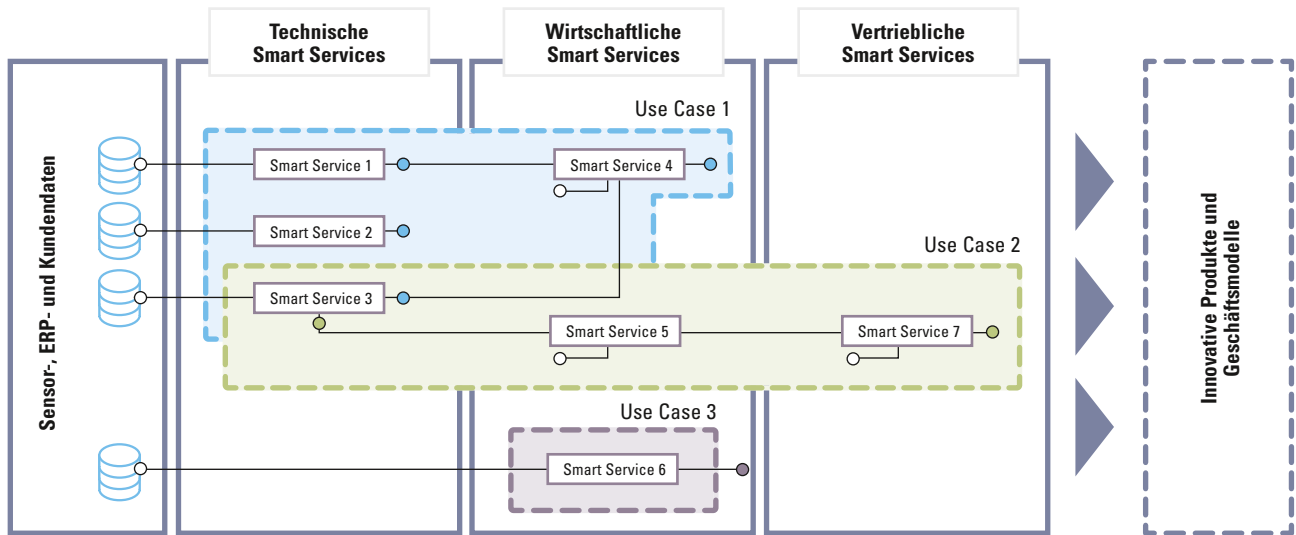 Technische
Smart Services
Wirtschaftliche
Smart Services
Vertriebliche
Smart Services
Sensor-, ERP- und Kundendaten
Use Case 1
Smart Service 1
Smart Service 4
Smart Service 2
Use Case 2
Smart Service 3
Smart Service 5
Smart Service 7
Use Case 3
Smart Service 6
Innovative Produkte und
Geschäftsmodelle